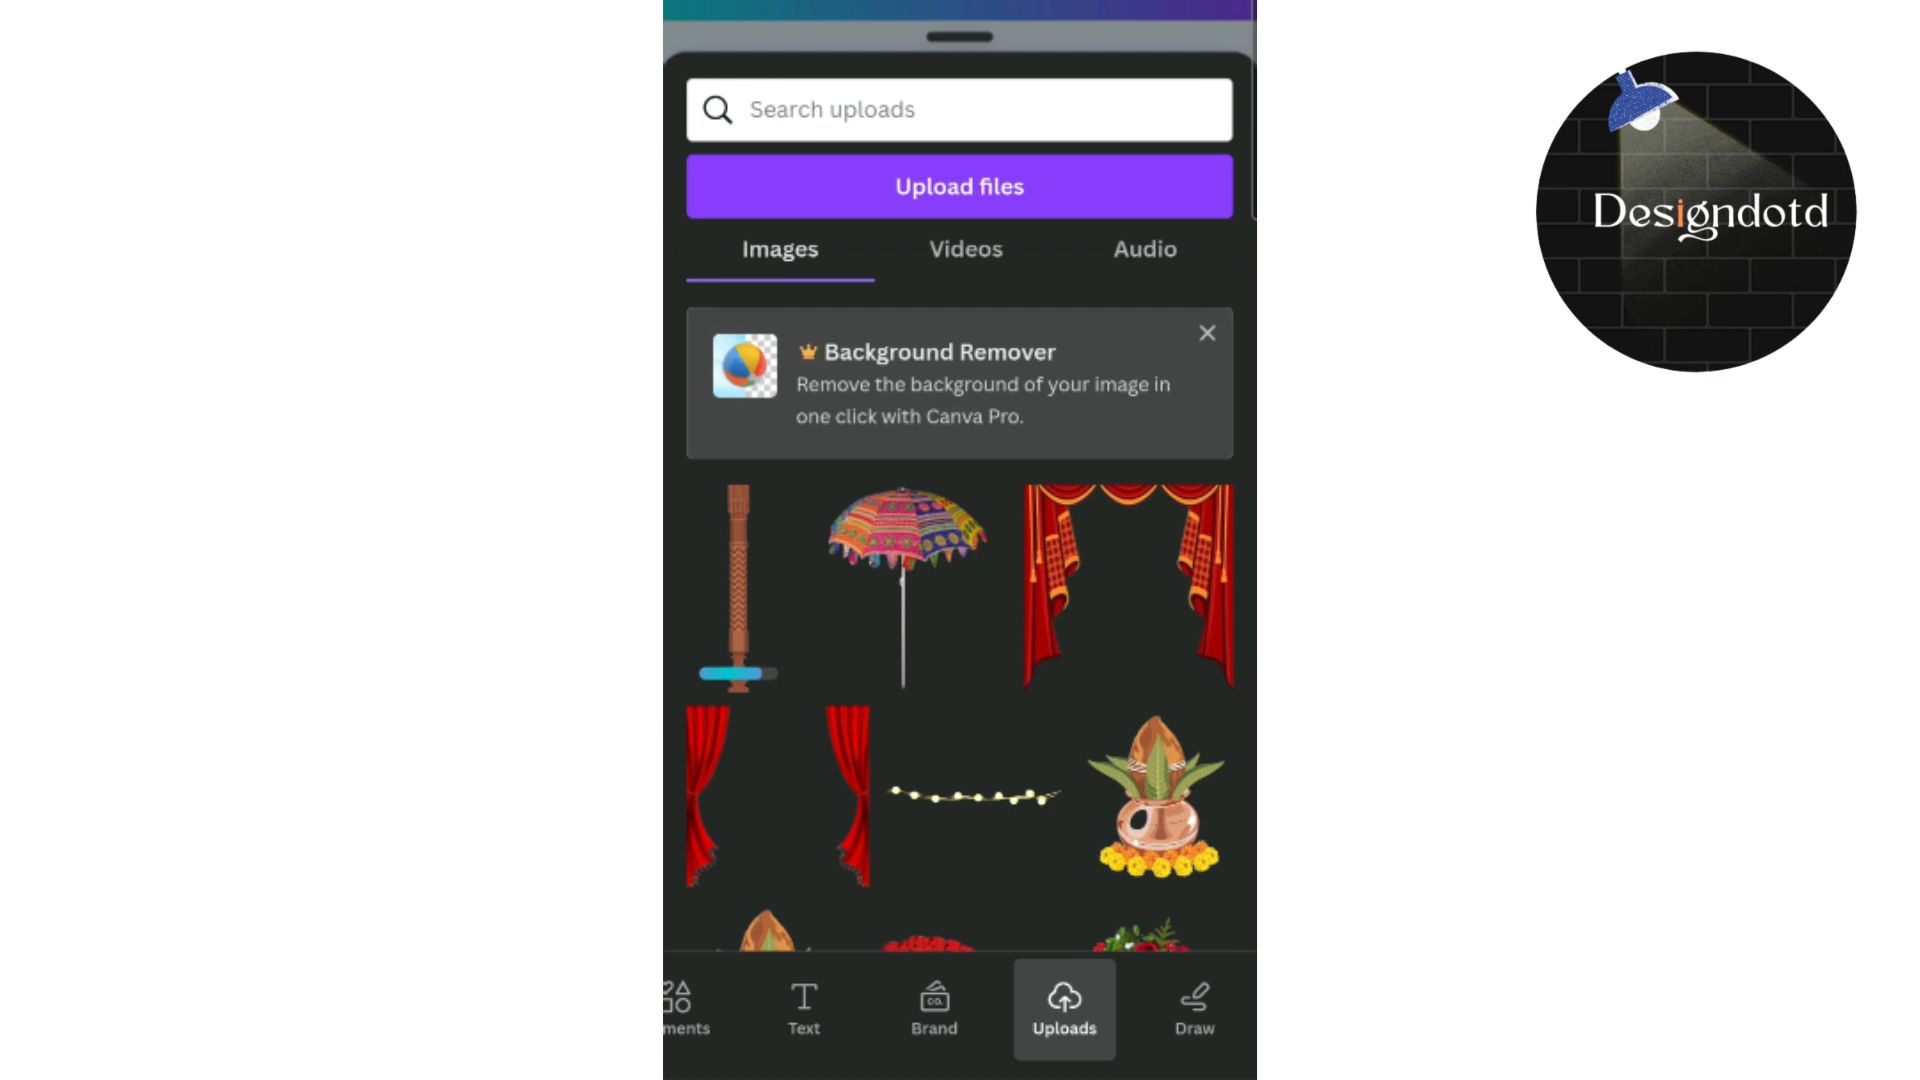 Search uploads
Upload files
Images Videos Audio
Background Remover
Remove the background of your image in
one click with Canva Pro.
ments Text Brand Uploads Draw
CO.
Designdotd